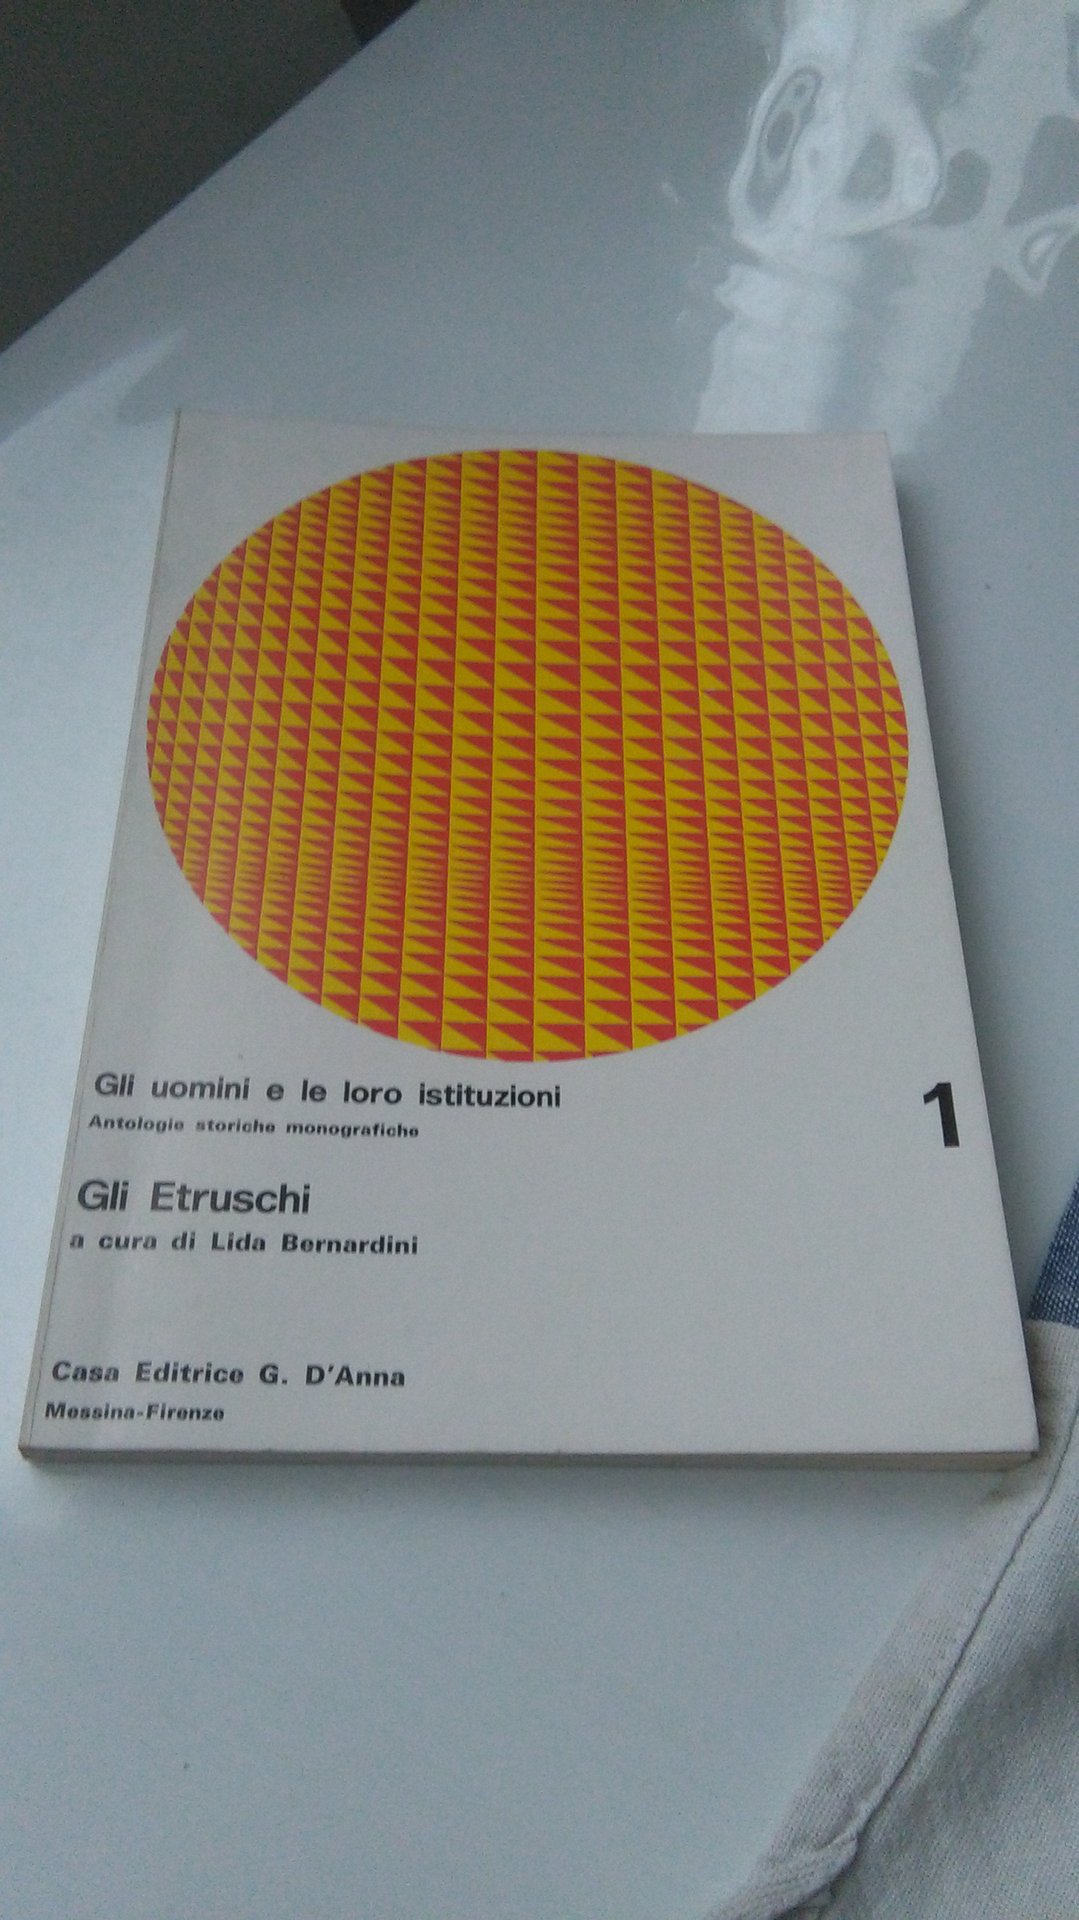 Gli uomini e le loro istituzioni
Antologie storiche monografiche
1
Gli Etruschi
a cura di Lida Bernardini
Casa Editrice G. D'Anna
Messina-Firenze